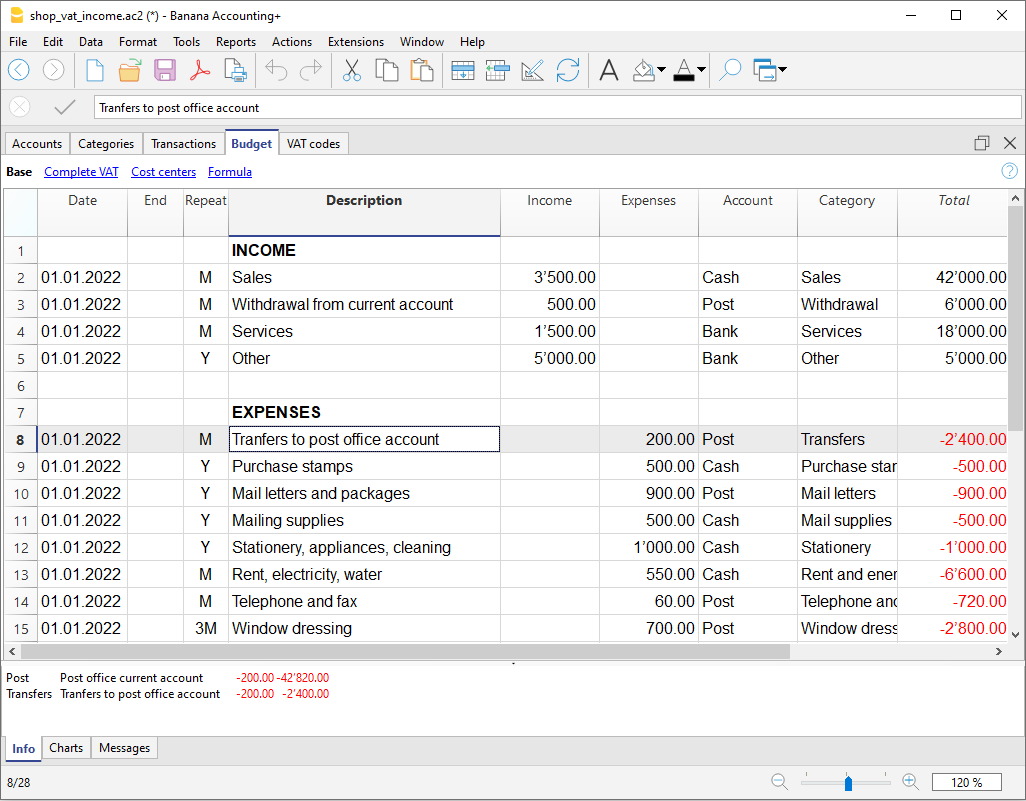 shop_vat_income.ac2 (*) - Banana Accounting+
File Edit Data Format Tools Reports Actions Extensions Window Help
Tranfers to post office account
Accounts Categories Transactions Budget VAT codes
Base Complete VAT Cost centers Formula
Date End Repeat Description Income Expenses Account Category Total
1 INCOME
2 01.01.2022 M Sales 3’500.00 Cash Sales 42’000.00
3 01.01.2022 M Withdrawal from current account 500.00 Post Withdrawal 6’000.00
4 01.01.2022 M Services 1’500.00 Bank Services 18’000.00
5 01.01.2022 Y Other 5’000.00 Bank Other 5’000.00
6
7 EXPENSES
8 01.01.2022 M Tranfers to post office account 200.00 Post Transfers -2’400.00
9 01.01.2022 Y Purchase stamps 500.00 Cash Purchase star -500.00
10 01.01.2022 Y Mail letters and packages 900.00 Post Mail letters -900.00
11 01.01.2022 Y Mailing supplies 500.00 Cash Mail supplies -500.00
12 01.01.2022 Y Stationery, appliances, cleaning 1’000.00 Cash Stationery -1’000.00
13 01.01.2022 M Rent, electricity, water 550.00 Cash Rent and ener -6’600.00
14 01.01.2022 M Telephone and fax 60.00 Post Telephone and -720.00
15 01.01.2022 3M Window dressing 700.00 Post Window dress -2’800.00
Post Post office current account -200.00 -42’820.00
Transfers Tranfers to post office account -200.00 -2’400.00
Info Charts Messages
8/28 120 %